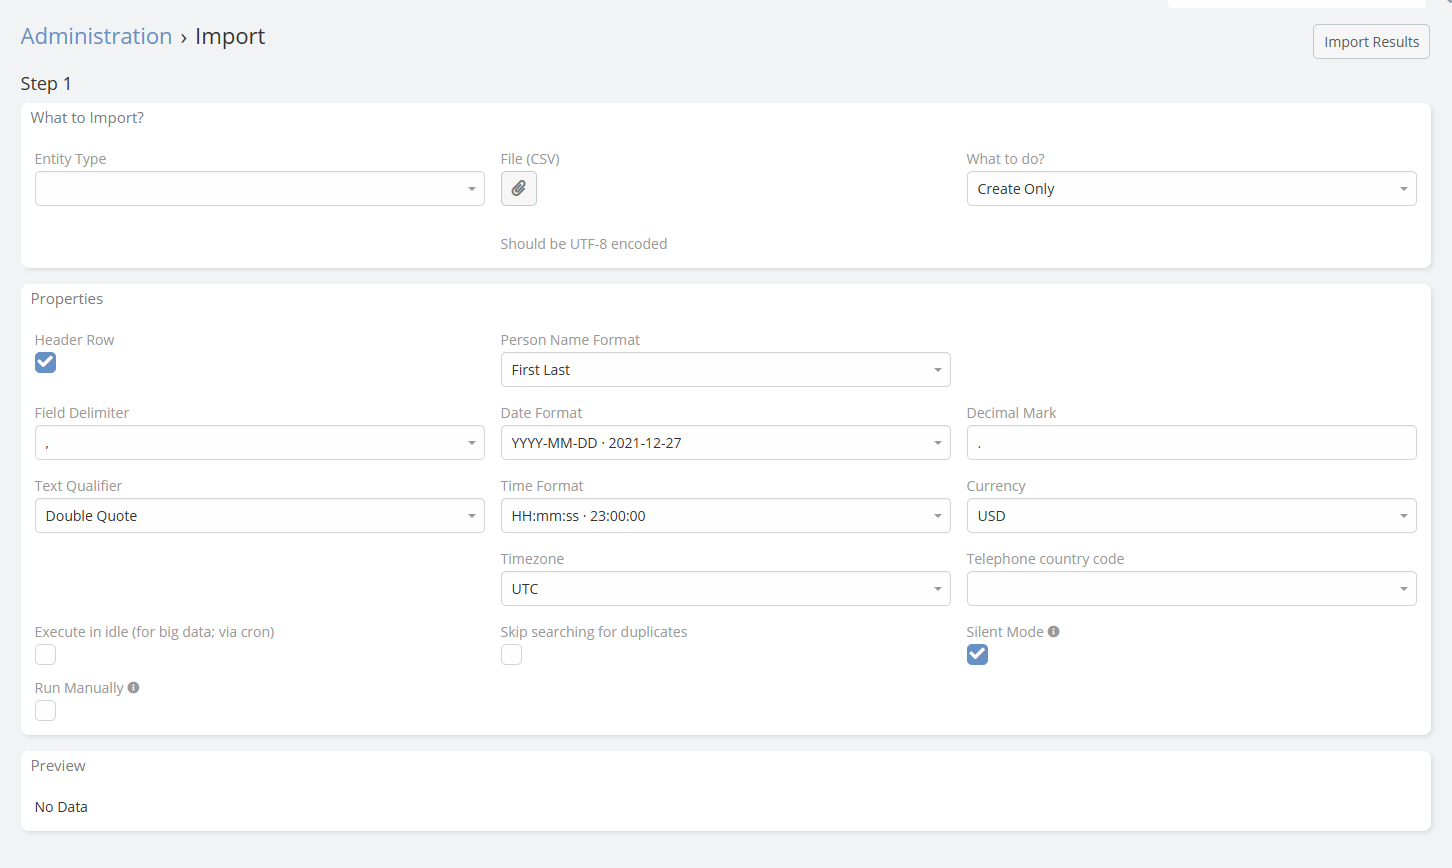 Administration › Import
Import Results
Step 1
What to Import?
Entity Type
File (CSV)
What to do?
Create Only
Should be UTF-8 encoded
Properties
Header Row
Person Name Format
First Last
Field Delimiter
Date Format
Decimal Mark
,
YYYY-MM-DD · 2021-12-27
.
Text Qualifier
Time Format
Currency
Double Quote
HH:mm:ss · 23:00:00
USD
Timezone
Telephone country code
UTC
Execute in idle (for big data; via cron)
Skip searching for duplicates
Silent Mode
Run Manually
Preview
No Data